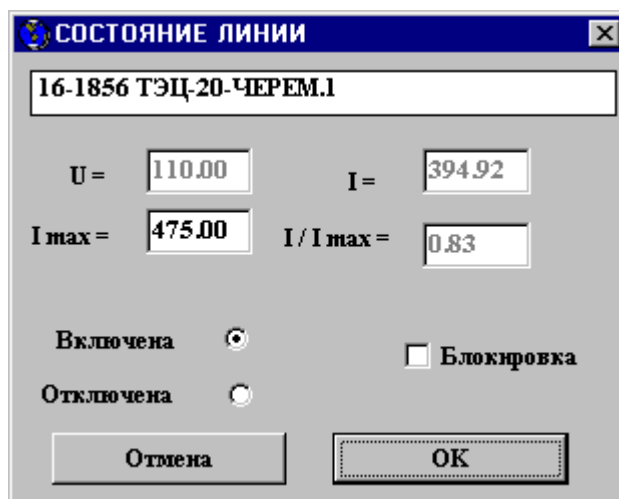 СОСТОЯНИЕ ЛИНИИ
16-1856 ТЭЦ-20-ЧЕРЕМ.1
U = 110.00 I = 394.92
I max = 475.00 I / I max = 0.83
Включена
Блокировка
Отключена
Отмена OK